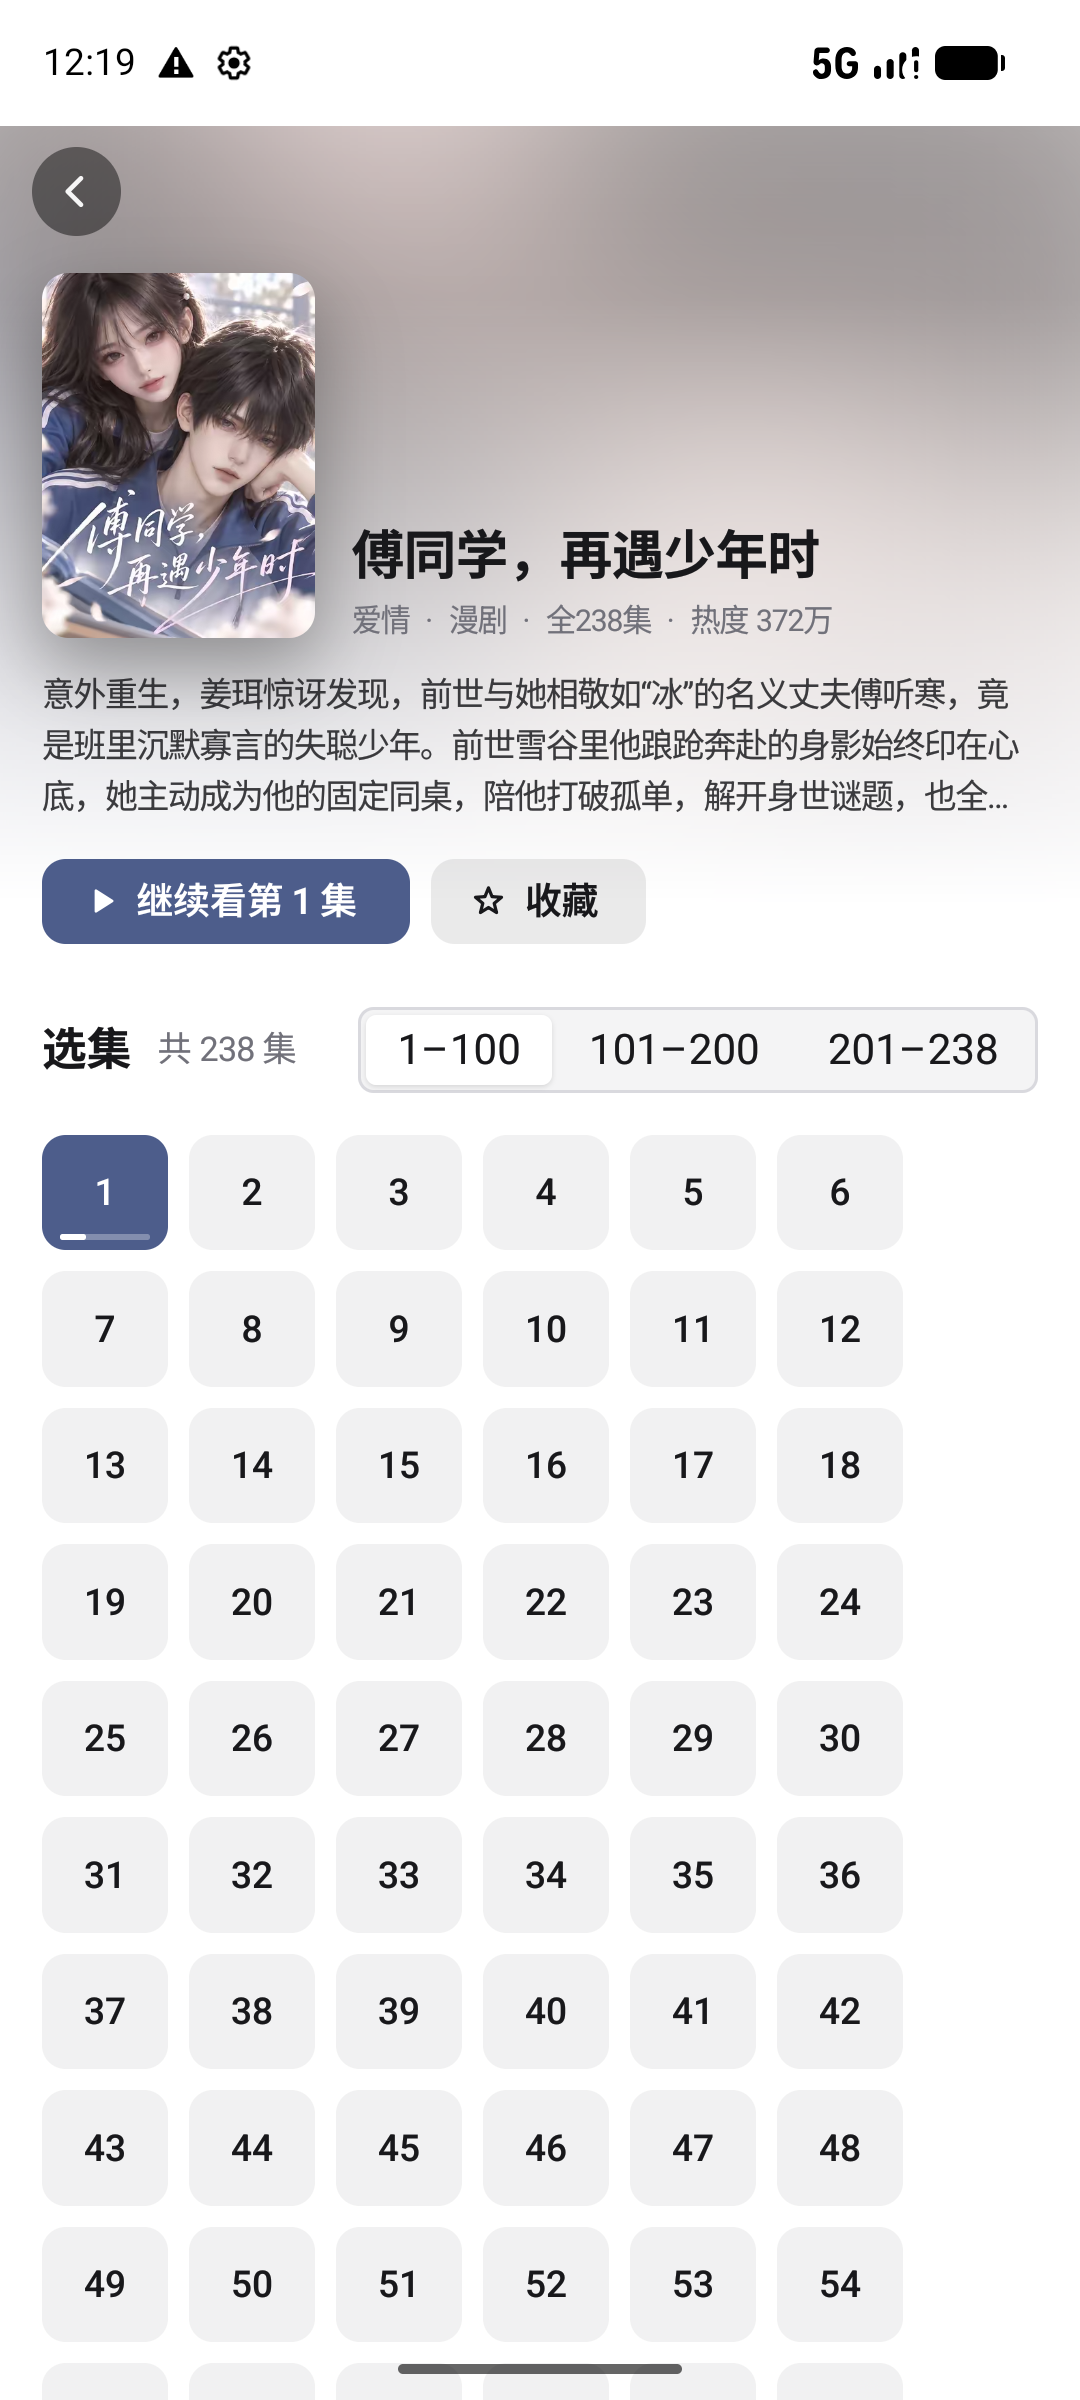 12:19
5G
傅同学,
再遇少年时
傅同学，再遇少年时
爱情 · 漫剧 · 全238集 · 热度 372万
意外重生，姜珥惊讶发现，前世与她相敬如“冰”的名义丈夫傅听寒，竟
是班里沉默寡言的失聪少年。前世雪谷里他踉跄奔赴的身影始终印在心
底，她主动成为他的固定同桌，陪他打破孤单，解开身世谜题，也全...
继续看第 1 集
收藏
选集 共 238 集 1–100 101–200 201–238
1 2 3 4 5 6
7 8 9 10 11 12
13 14 15 16 17 18
19 20 21 22 23 24
25 26 27 28 29 30
31 32 33 34 35 36
37 38 39 40 41 42
43 44 45 46 47 48
49 50 51 52 53 54